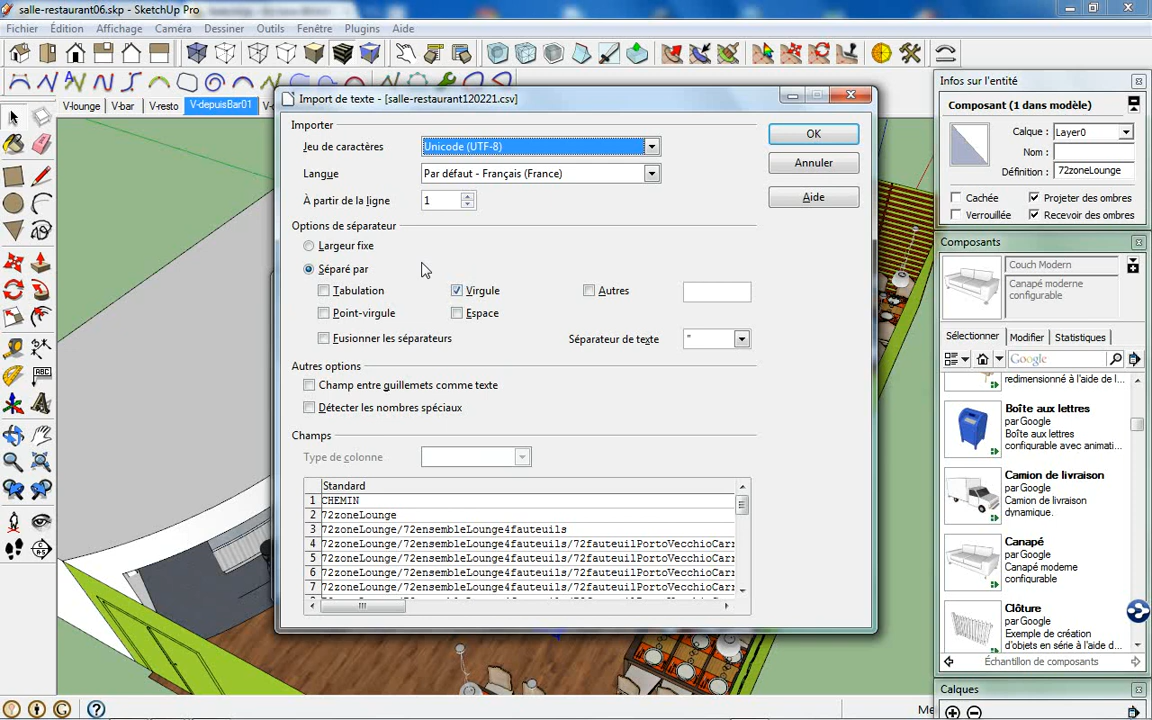 salle-restaurant06.skp - SketchUp Pro
Fichier Édition Affichage Caméra Dessiner Outils Fenêtre Plugins Aide
V-lounge V-bar V-resto V-depuisBar01
Import de texte - [salle-restaurant120221.csv]
Importer
Jeu de caractères Unicode (UTF-8)
Langue Par défaut - Français (France)
À partir de la ligne 1
OK
Annuler
Aide
Options de séparateur
Largeur fixe
Séparé par
Tabulation Virgule Autres
Point-virgule Espace
Fusionner les séparateurs Séparateur de texte "
Autres options
Champ entre guillemets comme texte
Détecter les nombres spéciaux
Champs
Type de colonne
Standard
1 CHEMIN
2 72zoneLounge
3 72zoneLounge/72ensembleLounge4fauteuils
4 72zoneLounge/72ensembleLounge4fauteuils/72fauteuilPortoVecchioCarr
5 72zoneLounge/72ensembleLounge4fauteuils/72fauteuilPortoVecchioCarr
6 72zoneLounge/72ensembleLounge4fauteuils/72fauteuilPortoVecchioCarr
7 72zoneLounge/72ensembleLounge4fauteuils/72fauteuilPortoVecchioCarr
Infos sur l'entité
Composant (1 dans modèle)
Calque : Layer0
Nom :
Définition : 72zoneLounge
Cachée Projeter des ombres
Verrouillée Recevoir des ombres
Composants
Couch Modern
Canapé moderne
configurable
Sélectionner Modifier Statistiques
Google
redimensionné à l'aide de l...
Boîte aux lettres
par Google
Boîte aux lettres
configurable avec animati...
Camion de livraison
par Google
Camion de livraison
dynamique.
Canapé
par Google
Canapé moderne
configurable
Clôture
par Google
Exemple de création
d'objets en série à l'aide d...
Échantillon de composants
Calques